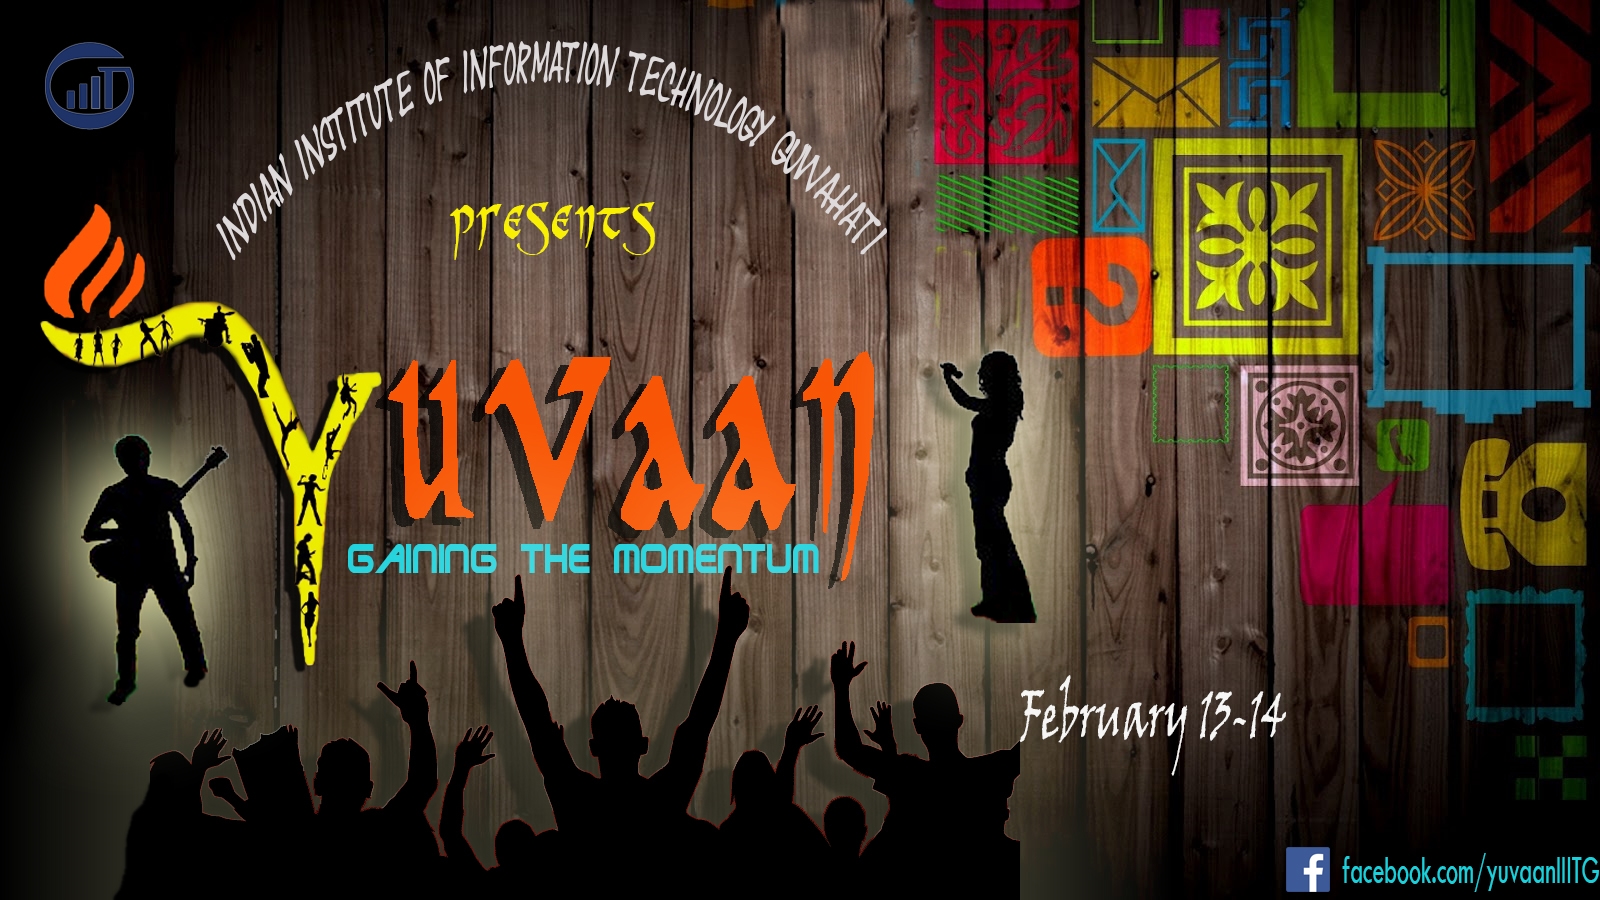 INDIAN INSTITUTE OF INFORMATION TECHNOLOGY GUWAHATI
presents
Yuvaan
GAINING THE MOMENTUM
February 13-14
facebook.com/yuvaanIIITG